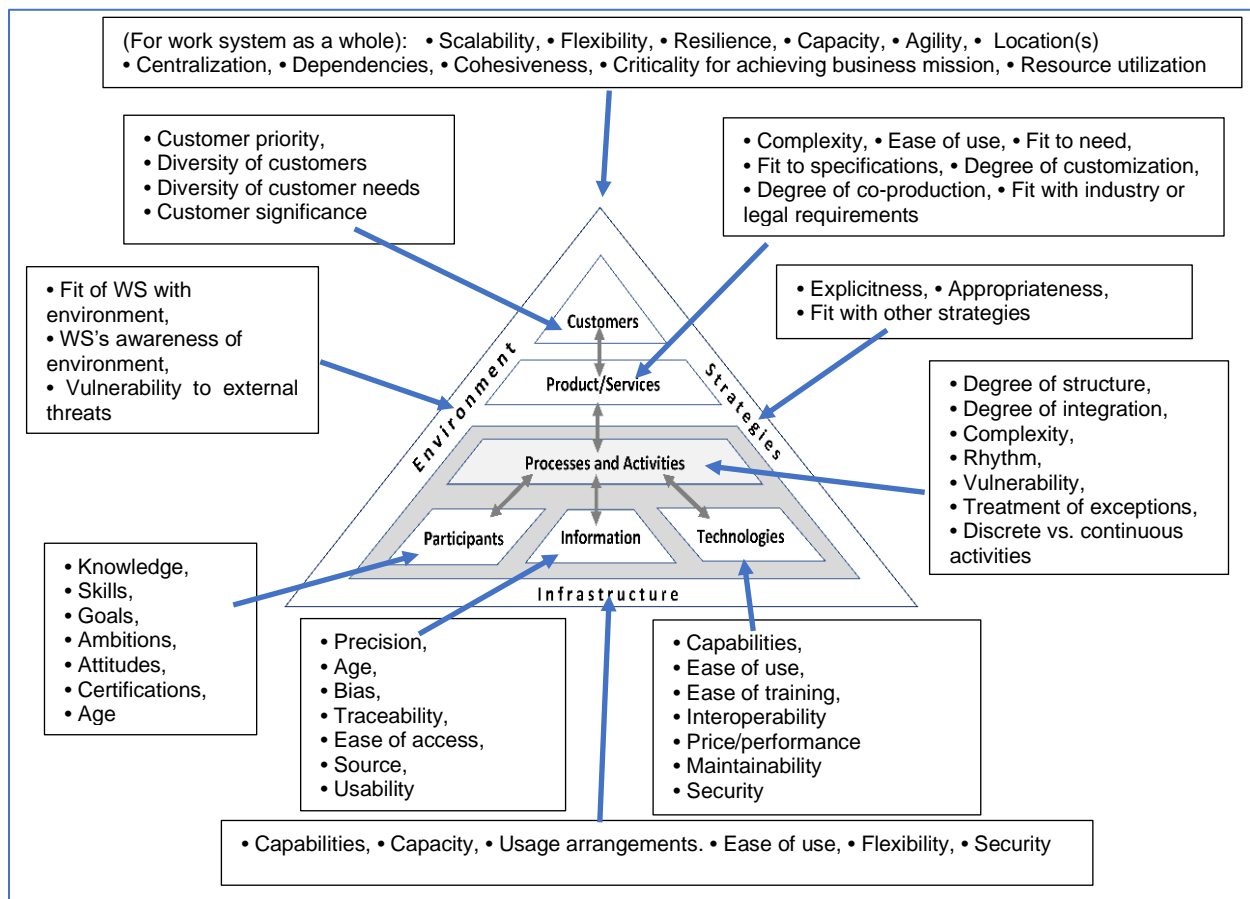 (For work system as a whole): • Scalability, • Flexibility, • Resilience, • Capacity, • Agility, • Location(s)
• Centralization, • Dependencies, • Cohesiveness, • Criticality for achieving business mission, • Resource utilization
• Customer priority,
• Diversity of customers
• Diversity of customer needs
• Customer significance
• Complexity, • Ease of use, • Fit to need,
• Fit to specifications, • Degree of customization,
• Degree of co-production, • Fit with industry or
legal requirements
• Fit of WS with
environment,
• WS's awareness of
environment,
• Vulnerability to external
threats
• Explicitness, • Appropriateness,
• Fit with other strategies
Customers
Product/Services
Environment
Strategies
Processes and Activities
Participants
Information
Technologies
Infrastructure
• Degree of structure,
• Degree of integration,
• Complexity,
• Rhythm,
• Vulnerability,
• Treatment of exceptions,
• Discrete vs. continuous
activities
• Knowledge,
• Skills,
• Goals,
• Ambitions,
• Attitudes,
• Certifications,
• Age
• Precision,
• Age,
• Bias,
• Traceability,
• Ease of access,
• Source,
• Usability
• Capabilities,
• Ease of use,
• Ease of training,
• Interoperability
• Price/performance
• Maintainability
• Security
• Capabilities, • Capacity, • Usage arrangements. • Ease of use, • Flexibility, • Security